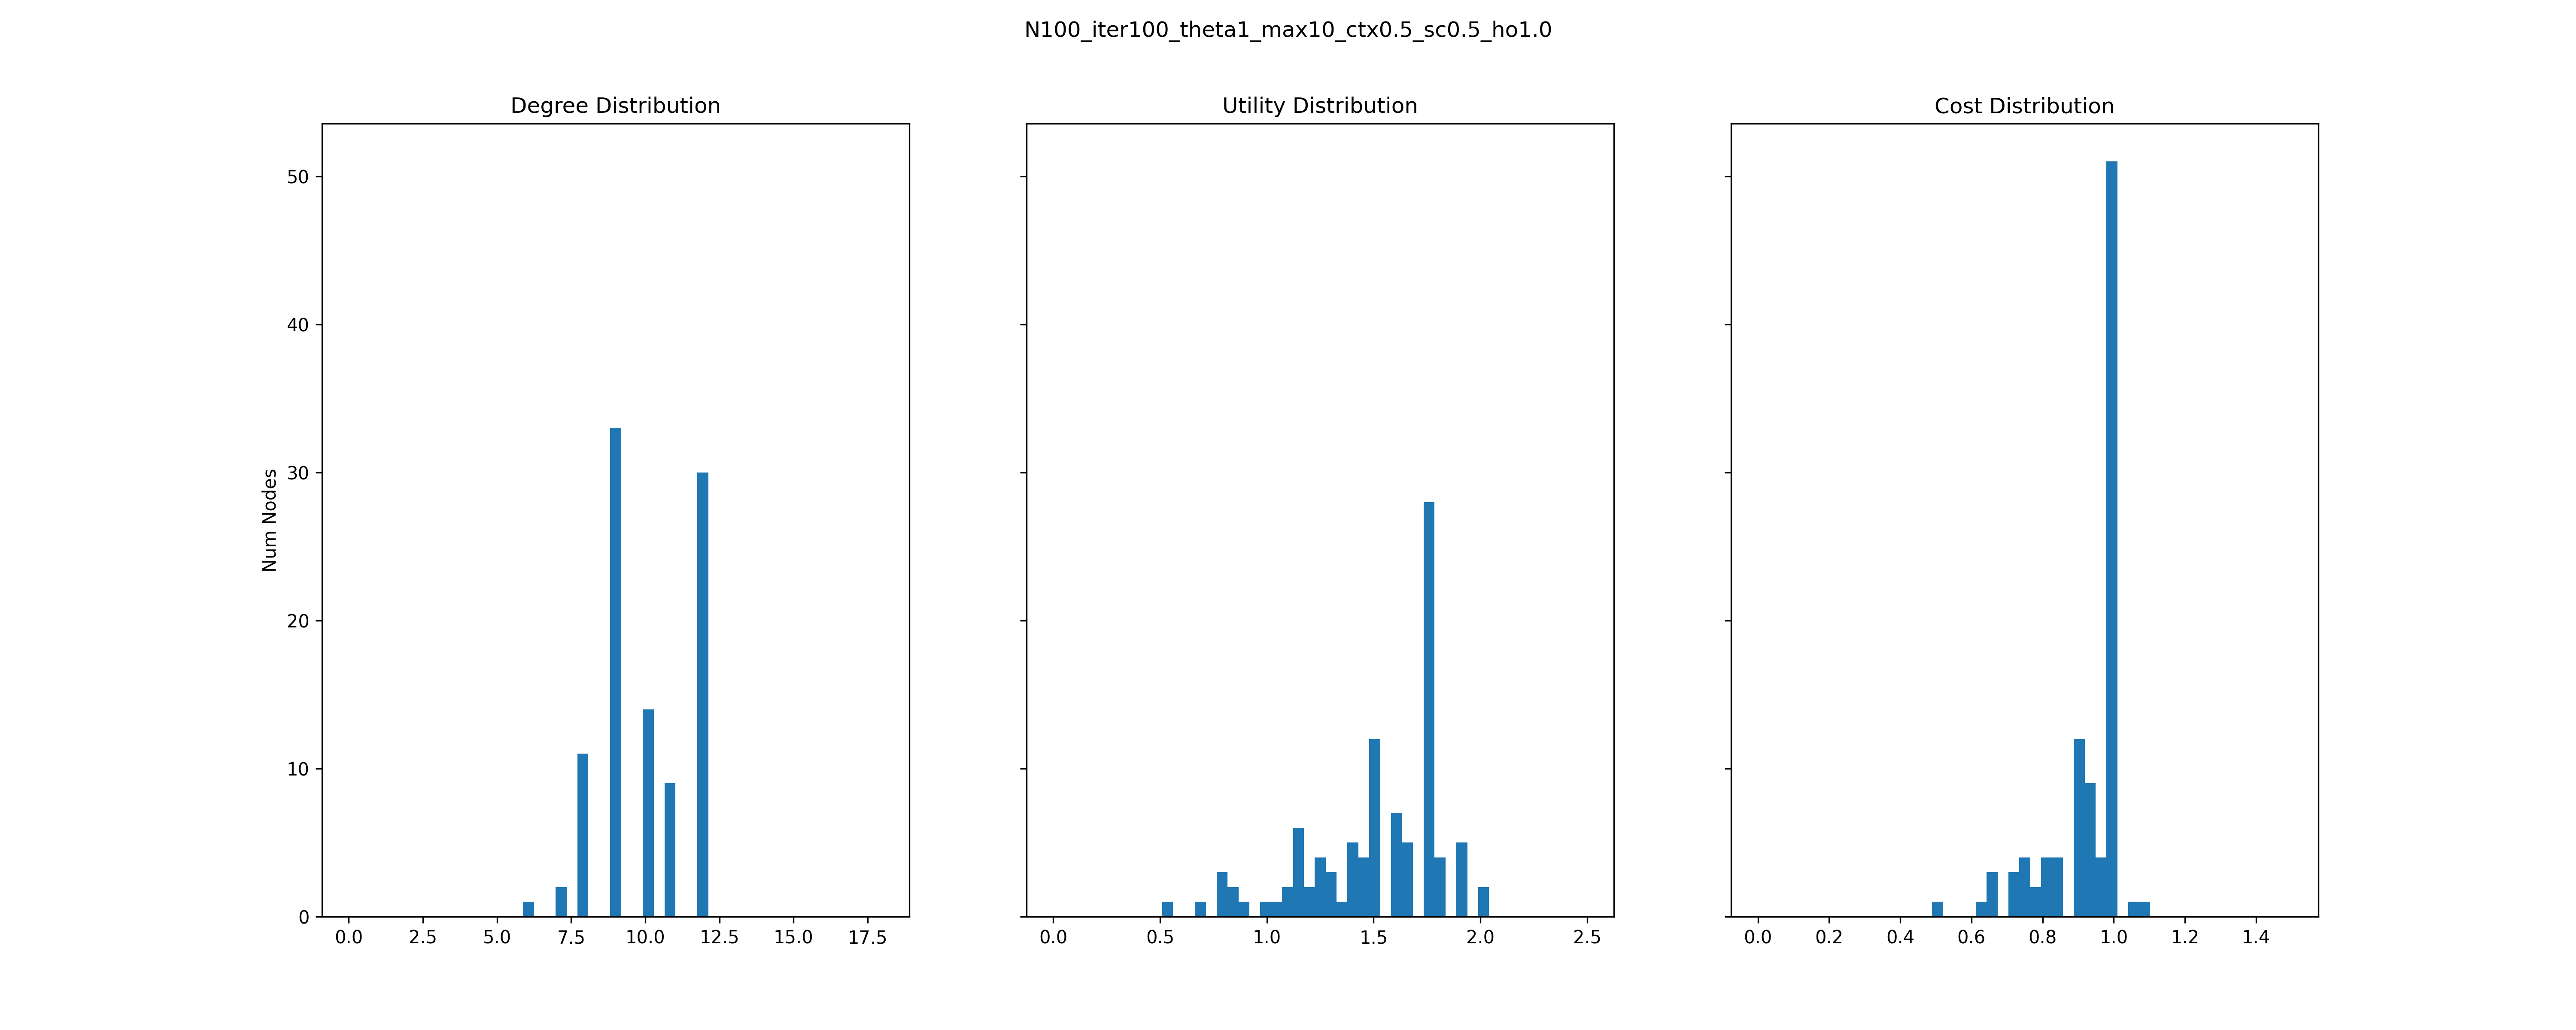 N100_iter100_theta1_max10_ctx0.5_sc0.5_ho1.0
Degree Distribution
Utility Distribution
Cost Distribution
Num Nodes
50
40
30
20
10
0
0.0 2.5 5.0 7.5 10.0 12.5 15.0 17.5
0.0 0.5 1.0 1.5 2.0 2.5
0.0 0.2 0.4 0.6 0.8 1.0 1.2 1.4